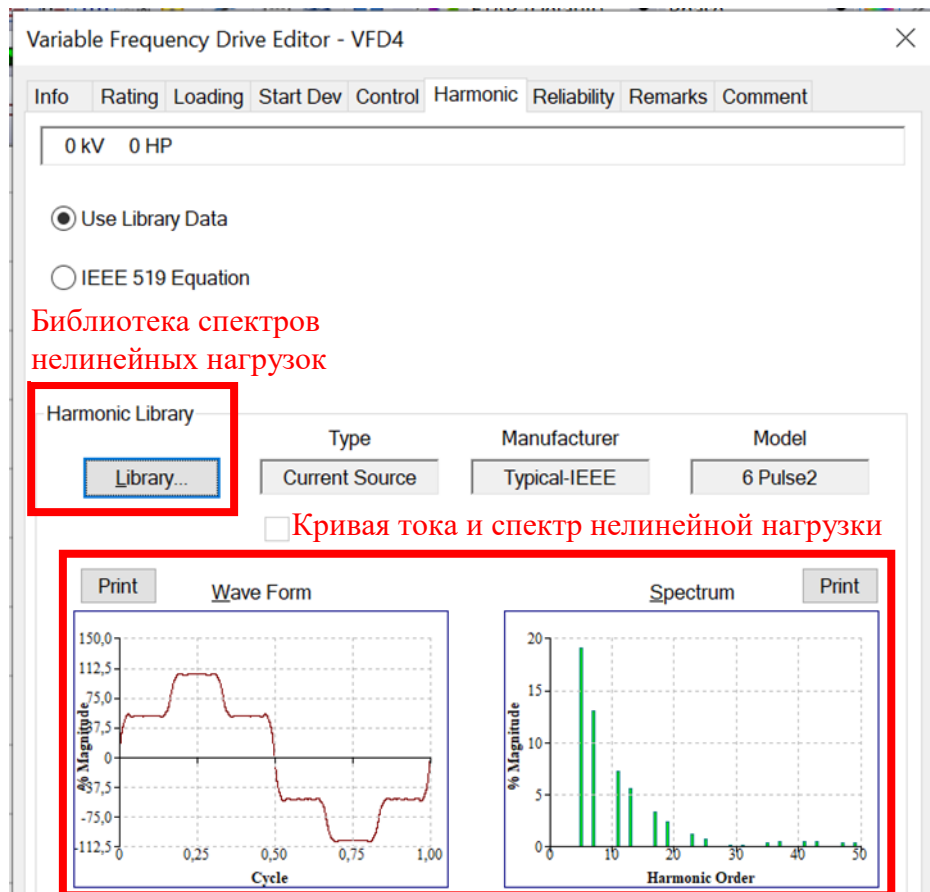 Variable Frequency Drive Editor - VFD4
Info Rating Loading Start Dev Control Harmonic Reliability Remarks Comment
0 kV 0 HP
Use Library Data
IEEE 519 Equation
Библиотека спектров
нелинейных нагрузок
Harmonic Library
Type Manufacturer Model
Library... Current Source Typical-IEEE 6 Pulse2
Кривая тока и спектр нелинейной нагрузки
Print Wave Form
150,0
112,5
75,0
37,5
0
-37,5
-75,0
-112,5
% Magnitude
0 0,25 0,50 0,75 1,00
Cycle
Spectrum Print
20
15
10
5
0
% Magnitude
0 10 20 30 40 50
Harmonic Order